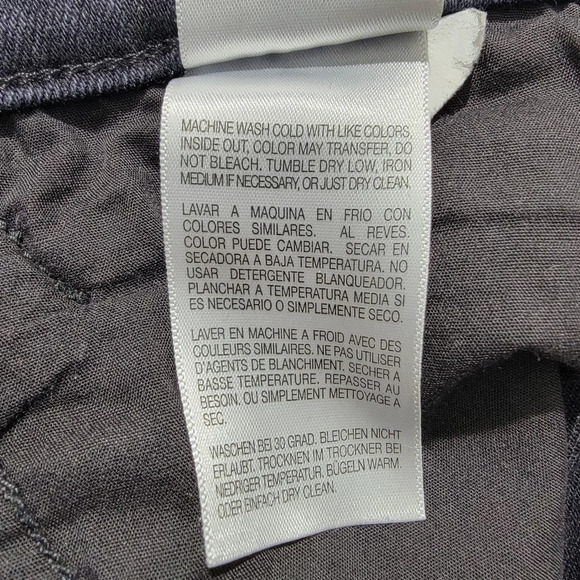 MACHINE WASH COLD WITH LIKE COLORS,
INSIDE OUT, COLOR MAY TRANSFER, DO
NOT BLEACH. TUMBLE DRY LOW, IRON
MEDIUM IF NECESSARY, OR JUST DRY CLEAN.
LAVAR A MAQUINA EN FRIO CON
COLORES SIMILARES. AL REVES.
COLOR PUEDE CAMBIAR. SECAR EN
SECADORA A BAJA TEMPERATURA. NO
USAR DETERGENTE BLANQUEADOR.
PLANCHAR A TEMPERATURA MEDIA SI
ES NECESARIO O SIMPLEMENTE SECO.
LAVER EN MACHINE A FROID AVEC DES
COULEURS SIMILAIRES. NE PAS UTILISER
D'AGENTS DE BLANCHIMENT. SECHER A
BASSE TEMPERATURE. REPASSER AU
BESOIN. OU SIMPLEMENT METTOYAGE A
SEC.
WASCHEN BEI 30 GRAD. BLEICHEN NICHT
ERLAUBT. TROCKNEN IM TROCKNER BEI
NIEDRIGER TEMPERATUR. BÜGELN WARM.
ODER EINFACH DRY CLEAN.